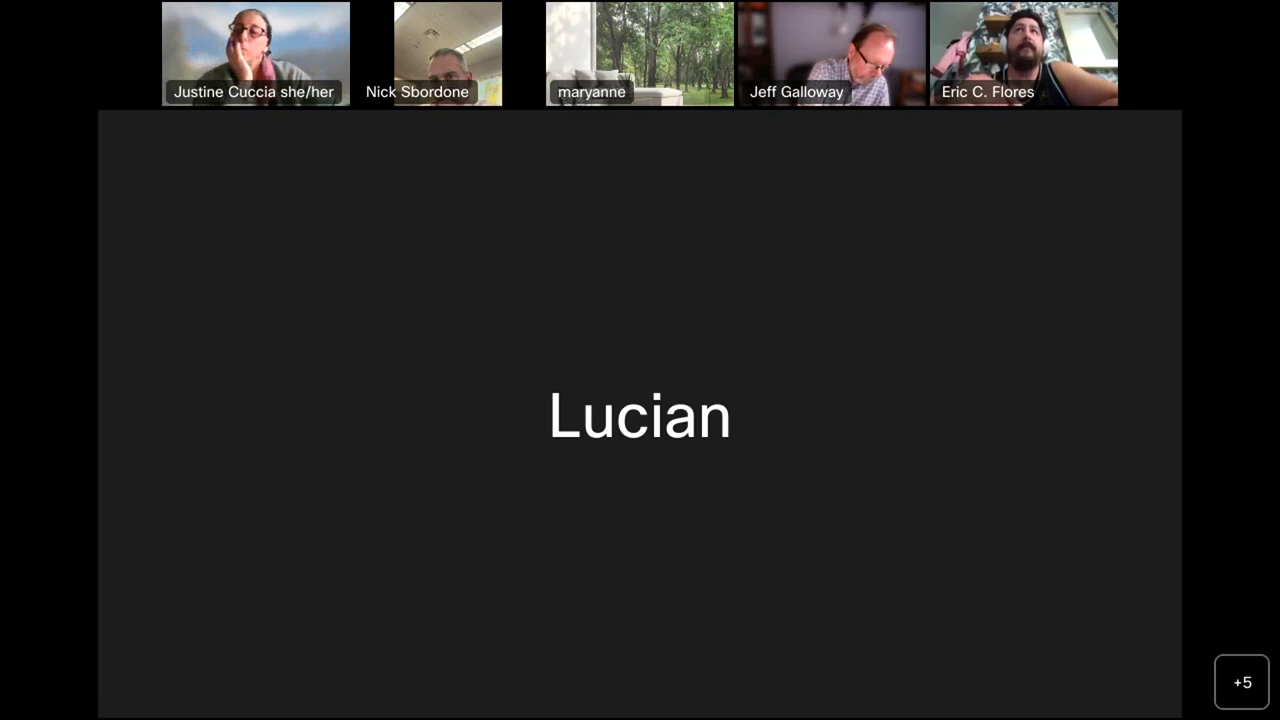 Justine Cuccia she/her
Nick Sbordone
maryanne
Jeff Galloway
Eric C. Flores
Lucian
+5